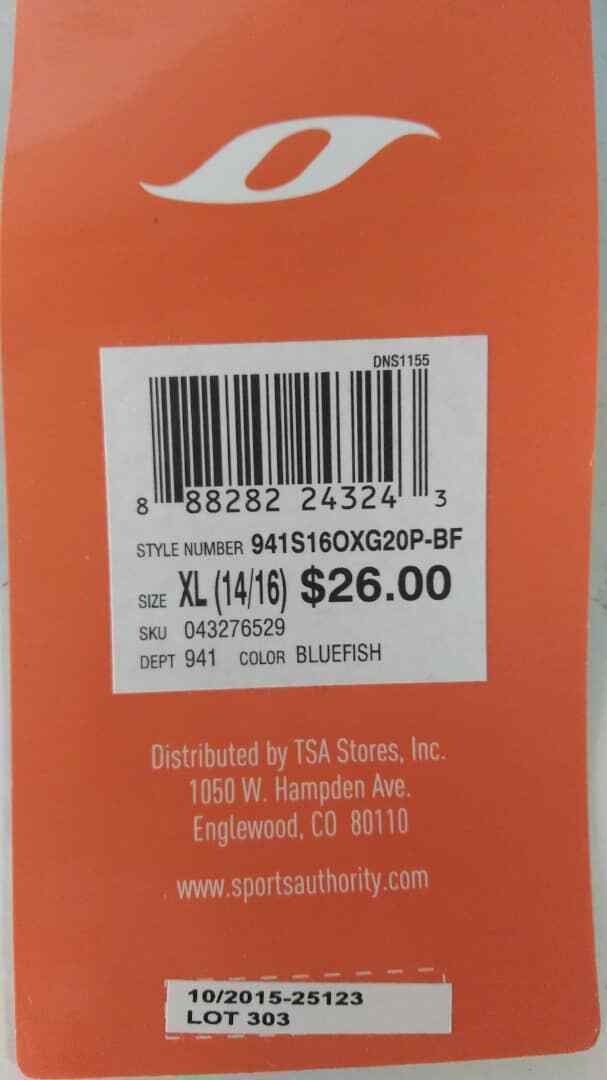 DNS1155
8 88282 24324 3
STYLE NUMBER 941S16OXG20P-BF
SIZE XL (14/16) $26.00
SKU 043276529
DEPT 941 COLOR BLUEFISH
Distributed by TSA Stores, Inc.
1050 W. Hampden Ave.
Englewood, CO 80110
www.sportsauthority.com
10/2015-25123
LOT 303